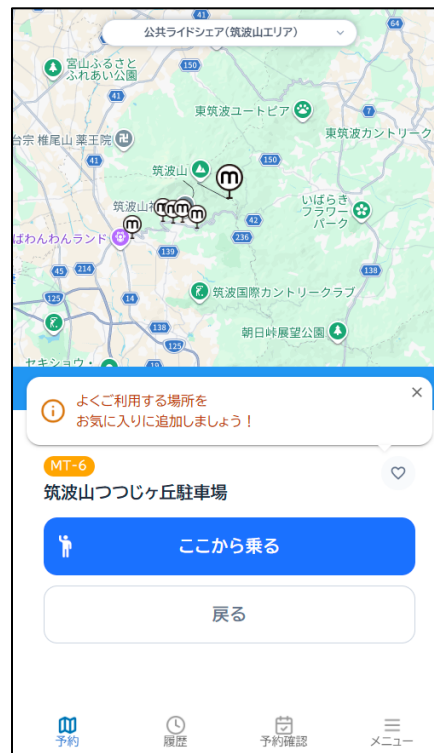 公共ライドシェア(筑波山エリア)
41
64
宮山ふるさと
ふれあい公園
150
41
東筑波ユートピア
7
東筑波カントリーク
台宗 椎尾山 薬王院
41
150
筑波山
m
いばらき
フラワー
パーク
筑波山神
m
m
m
m
m
42
ばわんわんランド
236
139
45
214
138
125
14
筑波国際カントリークラブ
138
朝日峠展望公園
125
セキショウ・
19
よくご利用する場所を
お気に入りに追加しましょう！
MT-6
筑波山つつじヶ丘駐車場
ここから乗る
戻る
予約
履歴
予約確認
メニュー